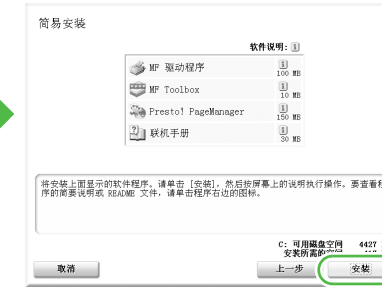 简易安装
软件说明:
MF 驱动程序
100 MB
MF Toolbox
10 MB
Presto! PageManager
150 MB
联机手册
30 MB
将安装上面显示的软件程序。请单击 [安装],然后按屏幕上的说明执行操作。要查看程
序的简要说明或 README 文件,请单击程序右边的图标。
C: 可用磁盘空间 4427
安装所需的空间
取消
上一步
安装